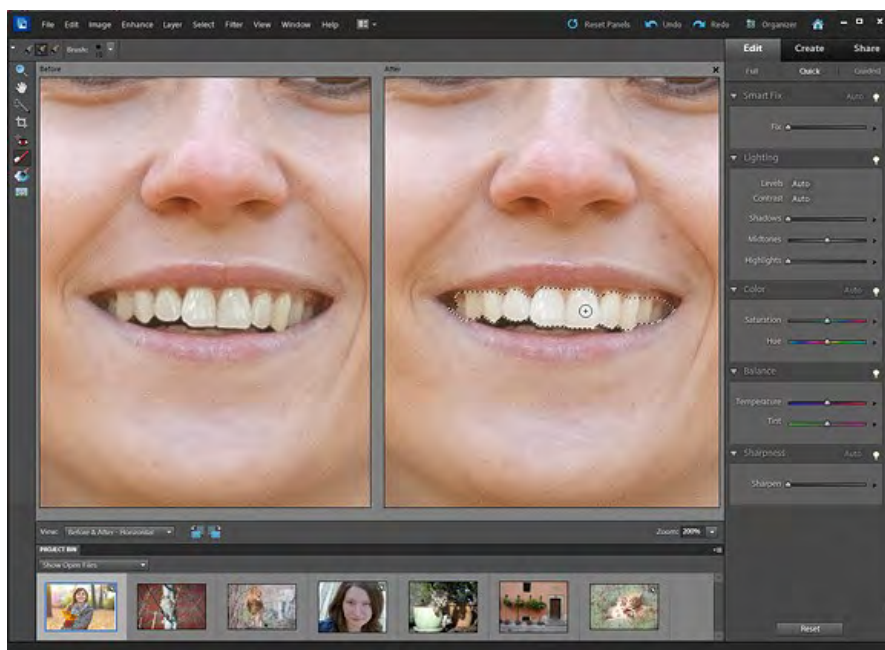 File Edit Image Enhance Layer Select Filter View Window Help Reset Panels Undo Redo Organizer
Brush:
Edit Create Share
Full Quick Guided
Before After
Smart Fix Auto
Fix
Lighting
Levels Auto
Contrast Auto
Shadows
Midtones
Highlights
Color Auto
Saturation
Hue
Balance
Temperature
Tint
Sharpness Auto
Sharpen
View: Before & After - Horizontal Zoom: 200%
PROJECT BIN
Show Open Files
Reset